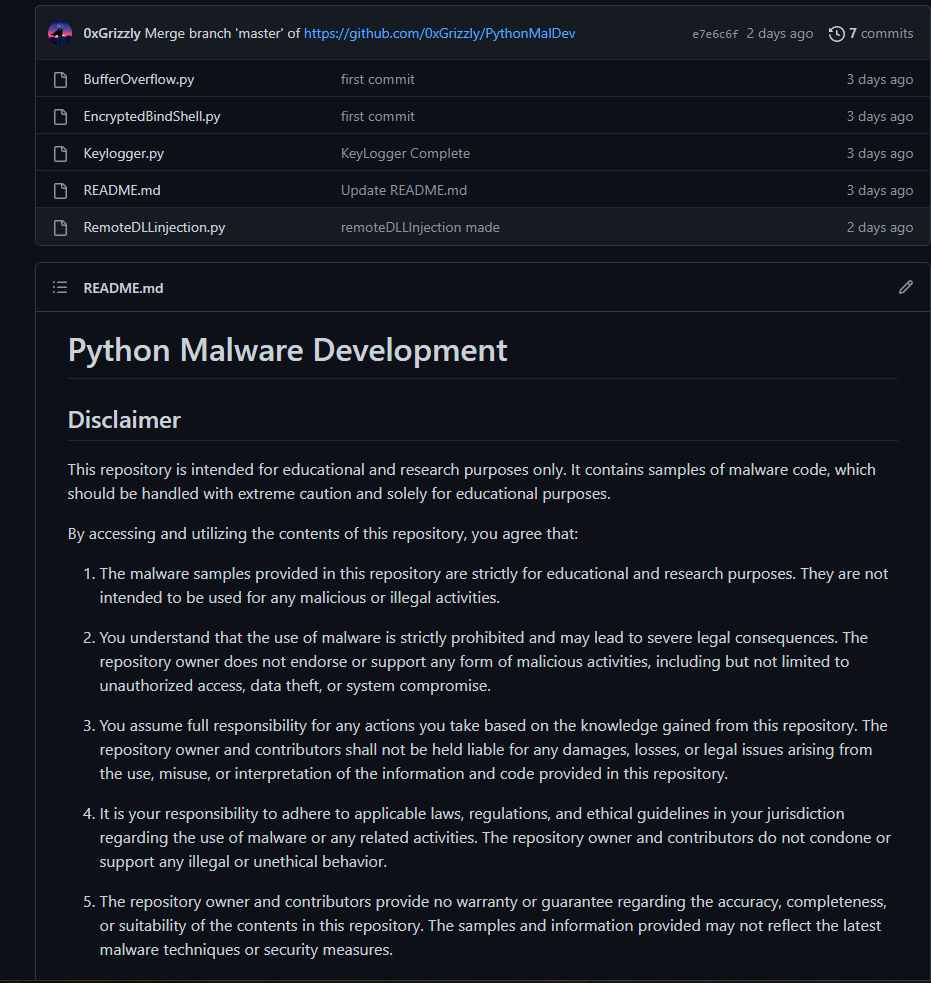 0xGrizzly Merge branch 'master' of https://github.com/0xGrizzly/PythonMalDev e7e6c6f 2 days ago 7 commits
BufferOverflow.py first commit 3 days ago
EncryptedBindShell.py first commit 3 days ago
Keylogger.py KeyLogger Complete 3 days ago
README.md Update README.md 3 days ago
RemoteDLLinjection.py remoteDLLInjection made 2 days ago
README.md
Python Malware Development
Disclaimer
This repository is intended for educational and research purposes only. It contains samples of malware code, which
should be handled with extreme caution and solely for educational purposes.
By accessing and utilizing the contents of this repository, you agree that:
1. The malware samples provided in this repository are strictly for educational and research purposes. They are not
intended to be used for any malicious or illegal activities.
2. You understand that the use of malware is strictly prohibited and may lead to severe legal consequences. The
repository owner does not endorse or support any form of malicious activities, including but not limited to
unauthorized access, data theft, or system compromise.
3. You assume full responsibility for any actions you take based on the knowledge gained from this repository. The
repository owner and contributors shall not be held liable for any damages, losses, or legal issues arising from
the use, misuse, or interpretation of the information and code provided in this repository.
4. It is your responsibility to adhere to applicable laws, regulations, and ethical guidelines in your jurisdiction
regarding the use of malware or any related activities. The repository owner and contributors do not condone or
support any illegal or unethical behavior.
5. The repository owner and contributors provide no warranty or guarantee regarding the accuracy, completeness,
or suitability of the contents in this repository. The samples and information provided may not reflect the latest
malware techniques or security measures.